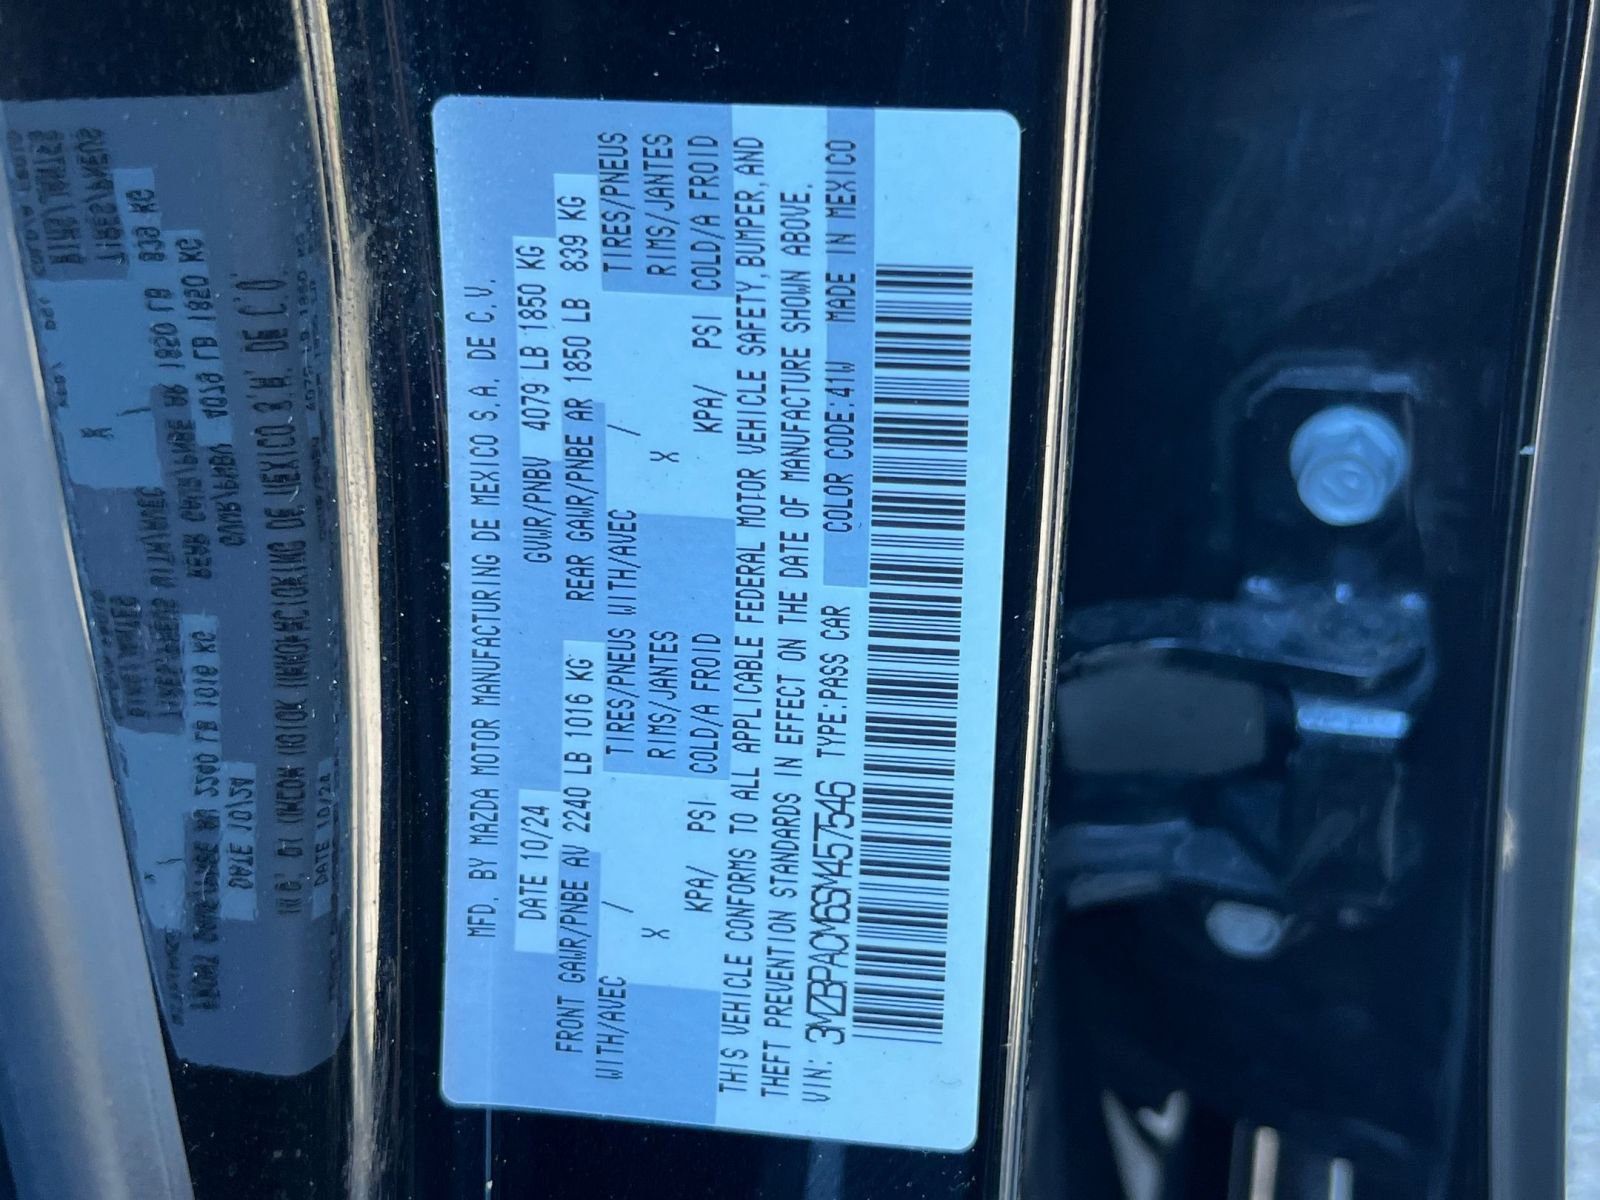 MFD. BY MAZDA MOTOR MANUFACTURING DE MEXICO S.A. DE C.V.
DATE 10/24 GVWR/PNBV 4079 LB 1850 KG
FRONT GAWR/PNBE AV 2240 LB 1016 KG REAR GAWR/PNBE AR 1850 LB 839 KG
WITH/AVEC / TIRES/PNEUS WITH/AVEC / TIRES/PNEUS
X RIMS/JANTES X RIMS/JANTES
KPA/ PSI COLD/A FROID KPA/ PSI COLD/A FROID
THIS VEHICLE CONFORMS TO ALL APPLICABLE FEDERAL MOTOR VEHICLE SAFETY, BUMPER, AND
THEFT PREVENTION STANDARDS IN EFFECT ON THE DATE OF MANUFACTURE SHOWN ABOVE.
VIN: 3MZBPACM6SM457546 TYPE:PASS CAR COLOR CODE:41W MADE IN MEXICO